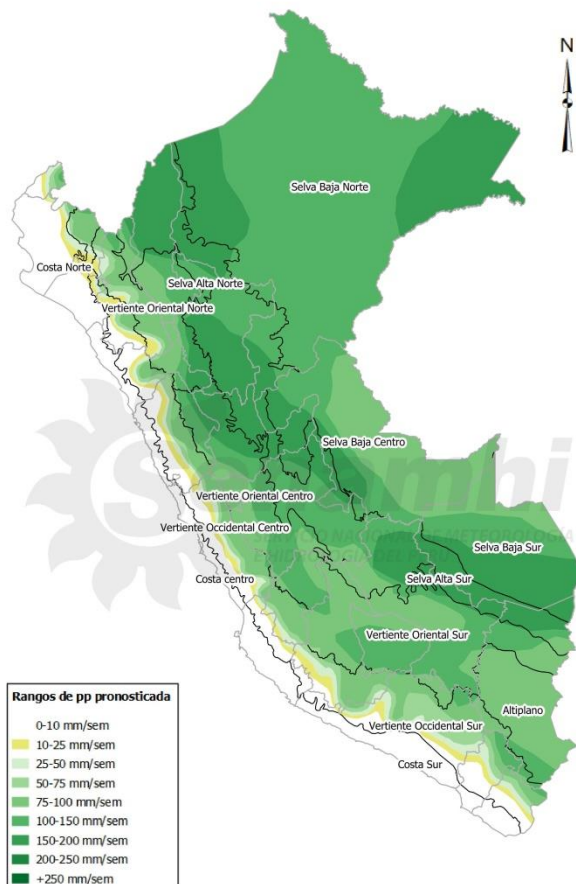 N
Selva Baja Norte
Costa Norte
Selva Alta Norte
Vertiente Oriental Norte
Selva Baja Centro
Vertiente Oriental Centro
Vertiente Occidental Centro
Selva Baja Sur
Costa centro
Selva Alta Sur
Vertiente Oriental Sur
Altiplano
Vertiente Occidental Sur
Costa Sur
Rangos de pp pronosticada
0-10 mm/sem
10-25 mm/sem
25-50 mm/sem
50-75 mm/sem
75-100 mm/sem
100-150 mm/sem
150-200 mm/sem
200-250 mm/sem
+250 mm/sem